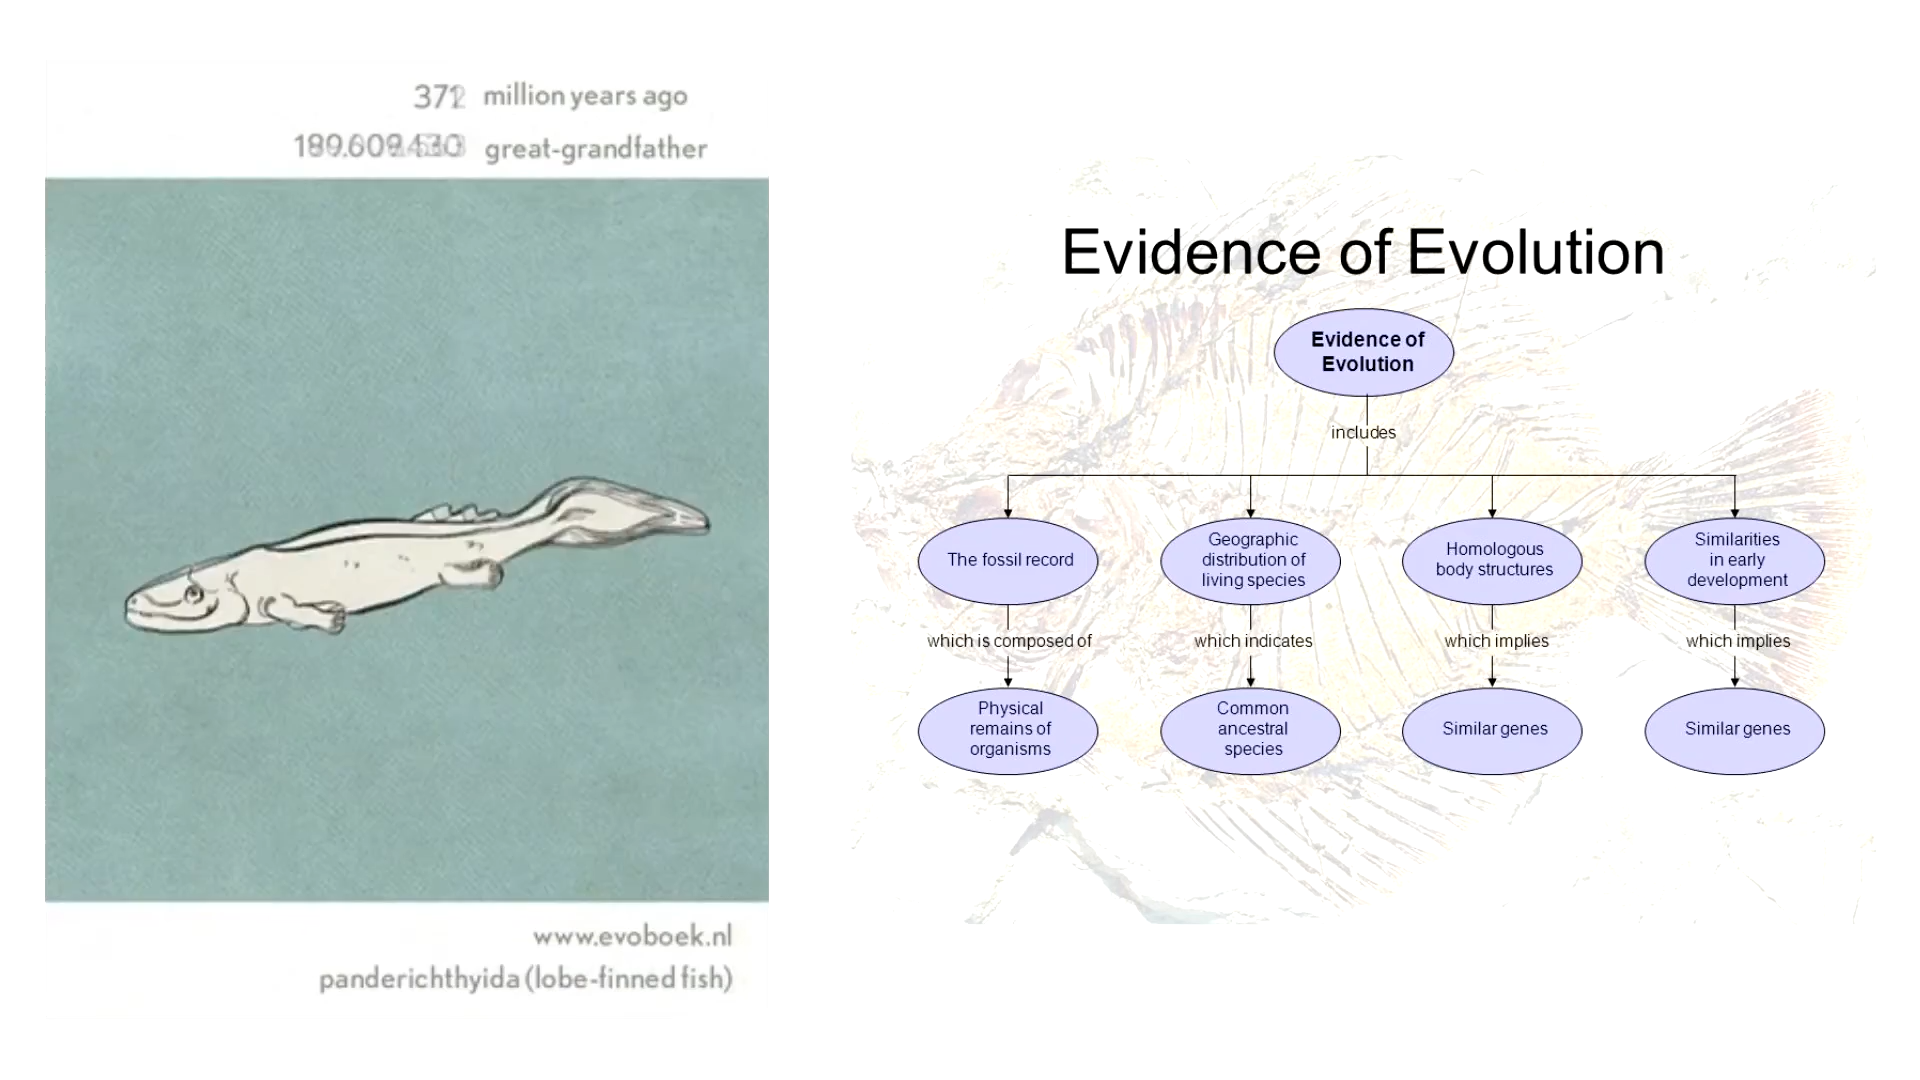 million years ago
great-grandfather
www.evoboek.nl
panderichthyida (lobe-finned fish)
Evidence of Evolution
Evidence of
Evolution
includes
The fossil record
Geographic
distribution of
living species
Homologous
body structures
Similarities
in early
development
which is composed of
which indicates
which implies
which implies
Physical
remains of
organisms
Common
ancestral
species
Similar genes
Similar genes